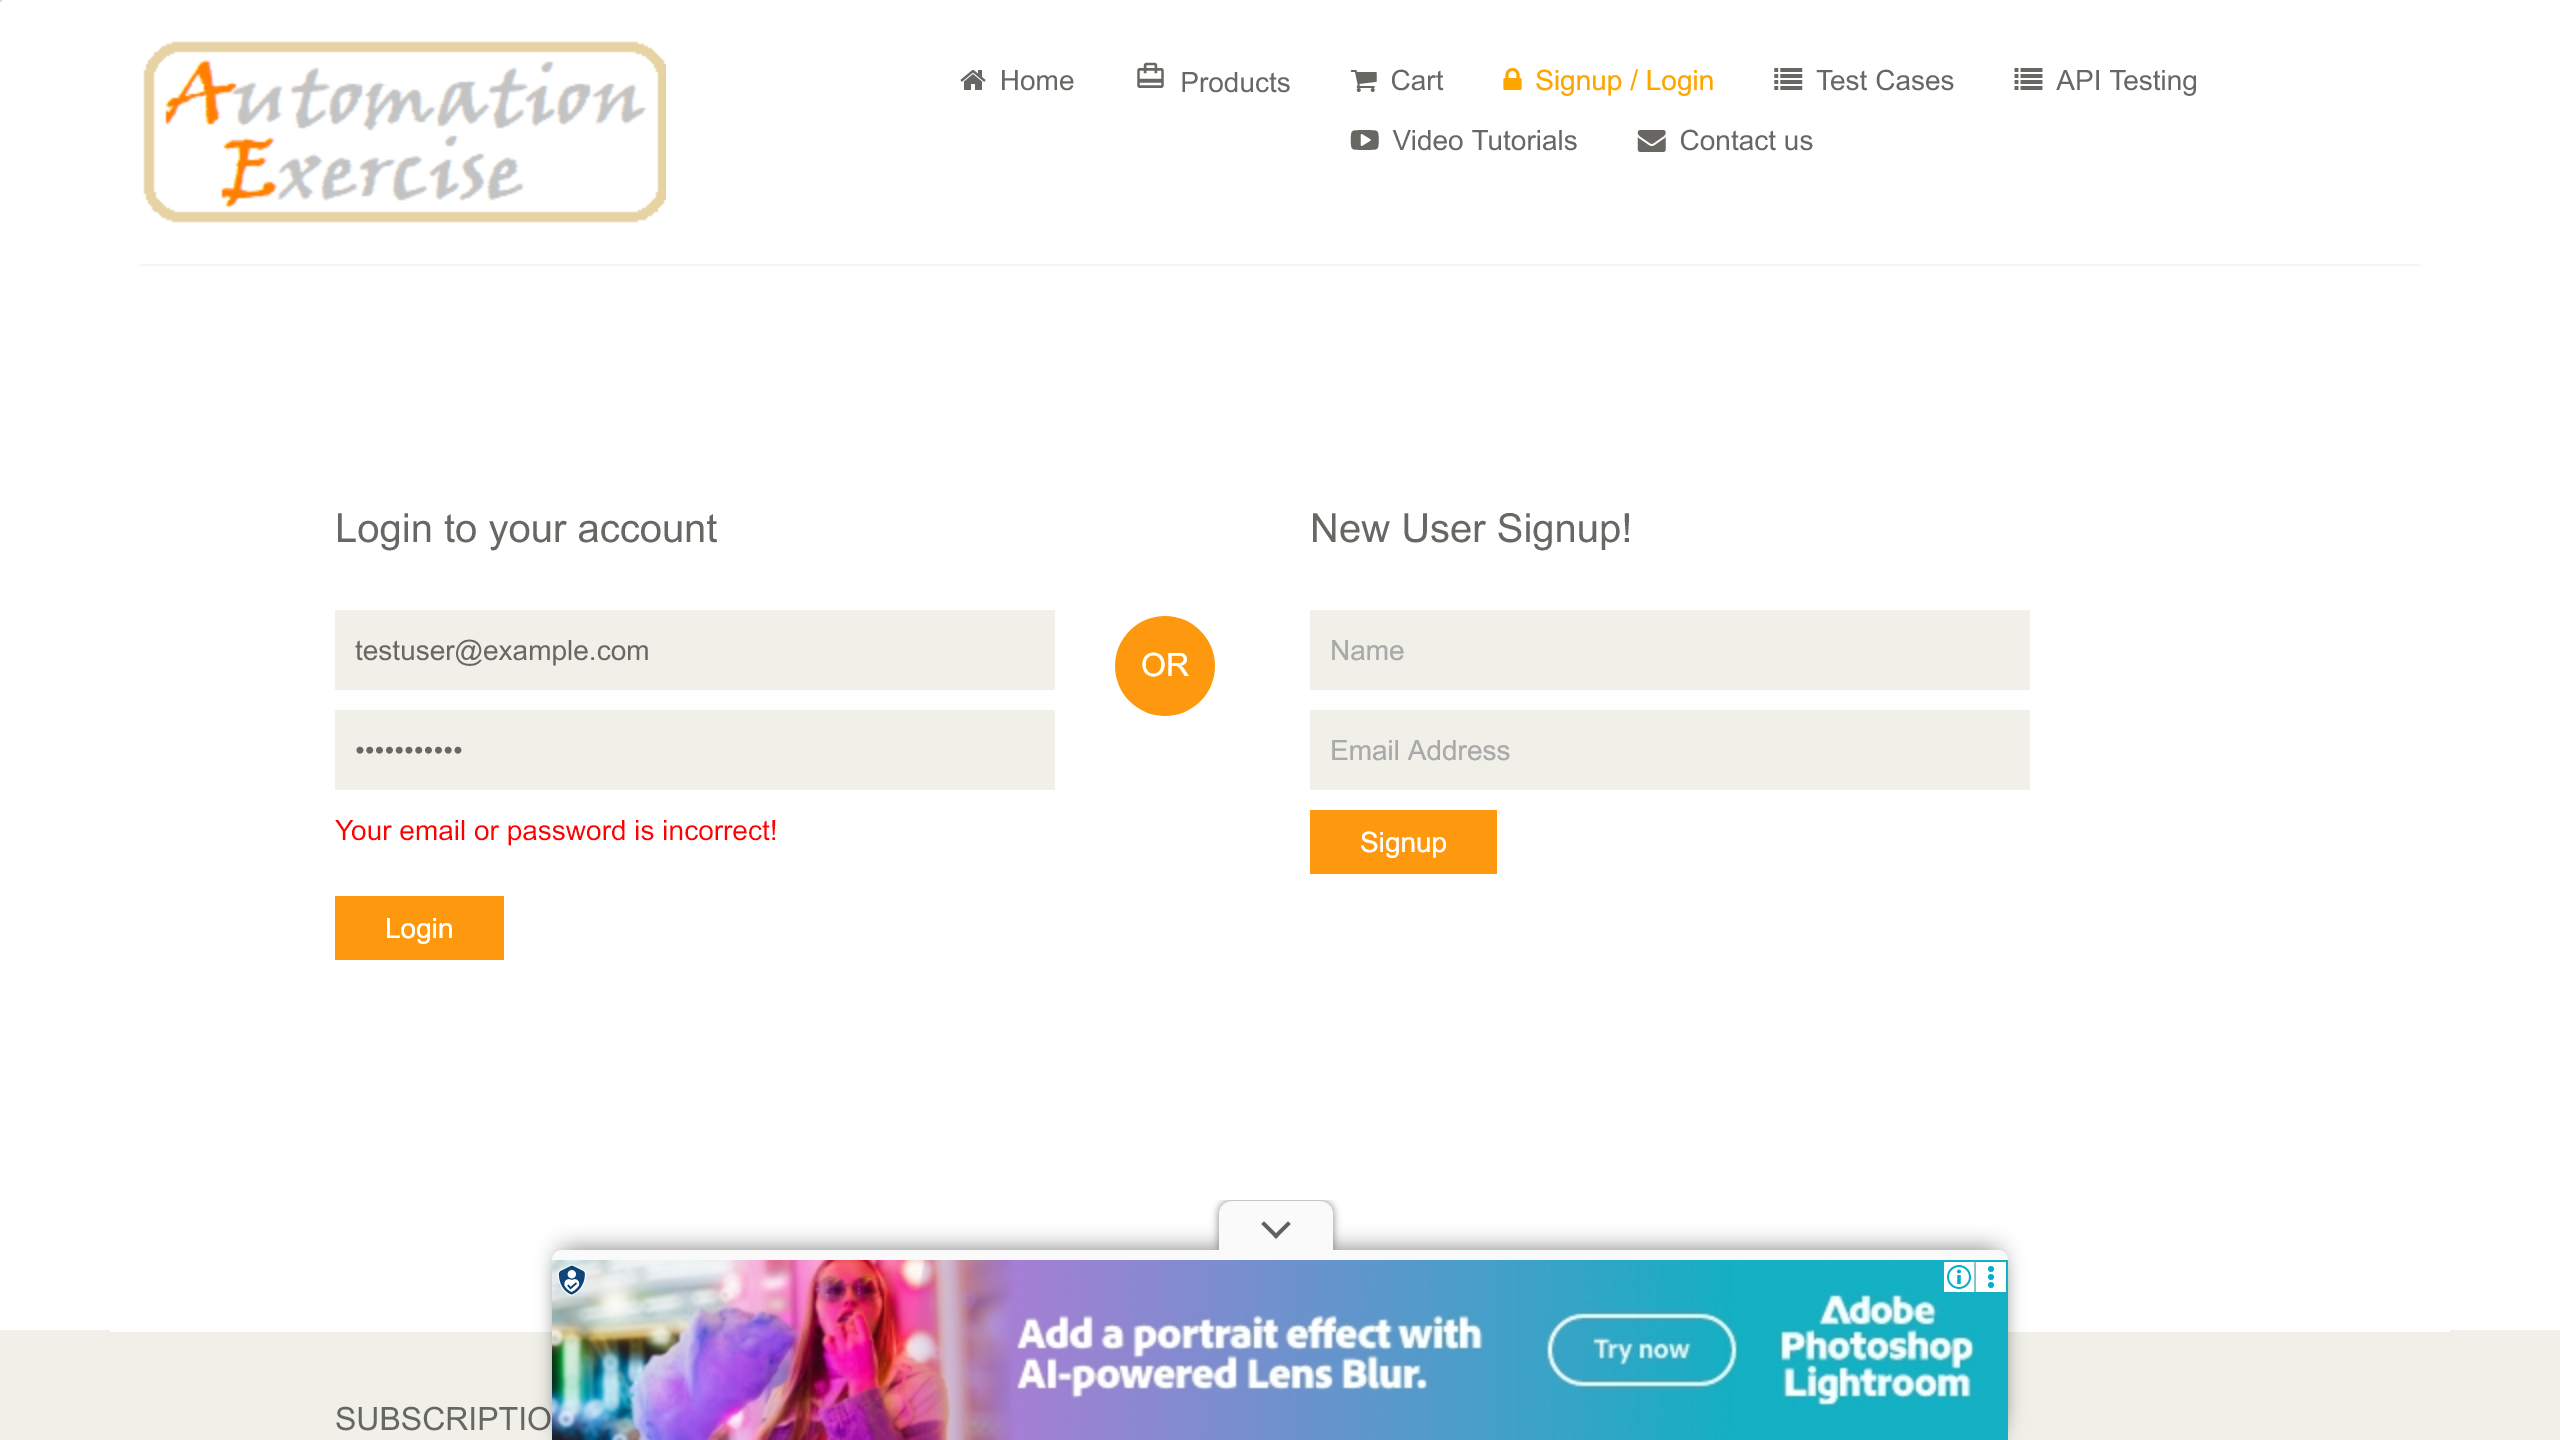 Automation
Exercise
Home
Products
Cart
Signup / Login
Test Cases
API Testing
Video Tutorials
Contact us
Login to your account
testuser@example.com
•••••••••••
Your email or password is incorrect!
Login
OR
New User Signup!
Name
Email Address
Signup
Add a portrait effect with
AI-powered Lens Blur.
Try now
Adobe
Photoshop
Lightroom
SUBSCRIPTIO